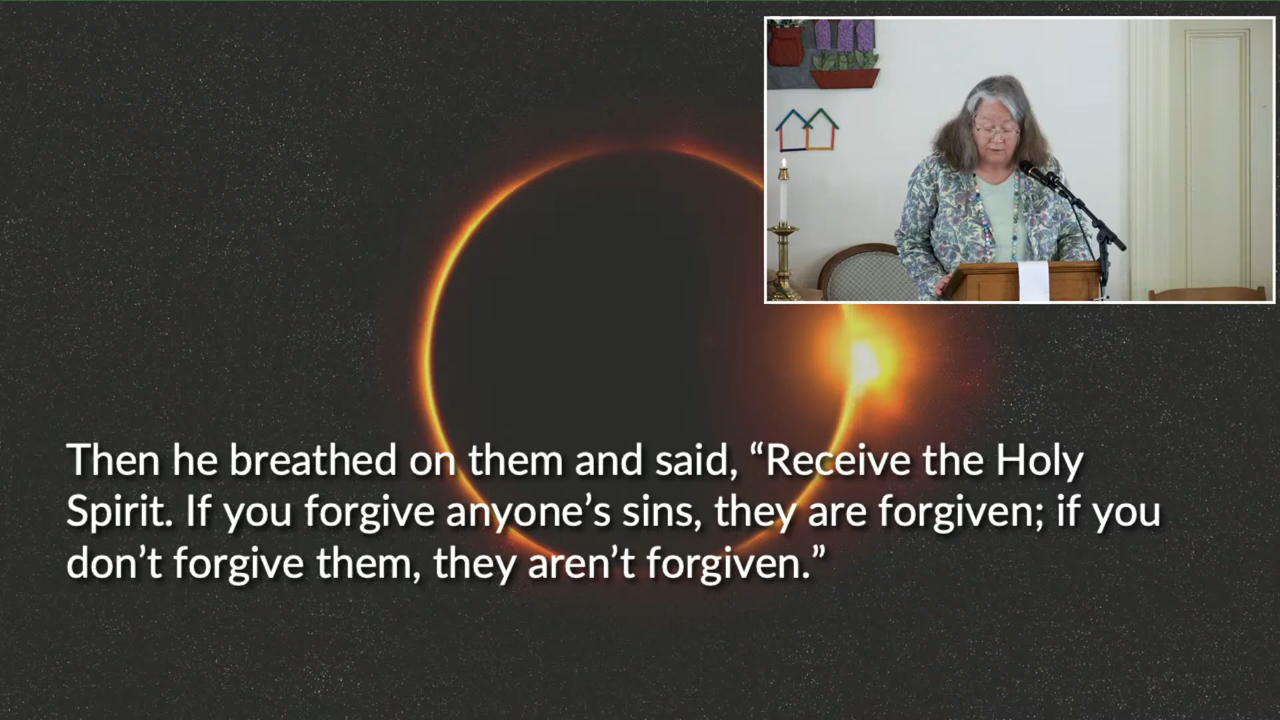 Then he breathed on them and said, “Receive the Holy
Spirit. If you forgive anyone’s sins, they are forgiven; if you
don’t forgive them, they aren’t forgiven.”